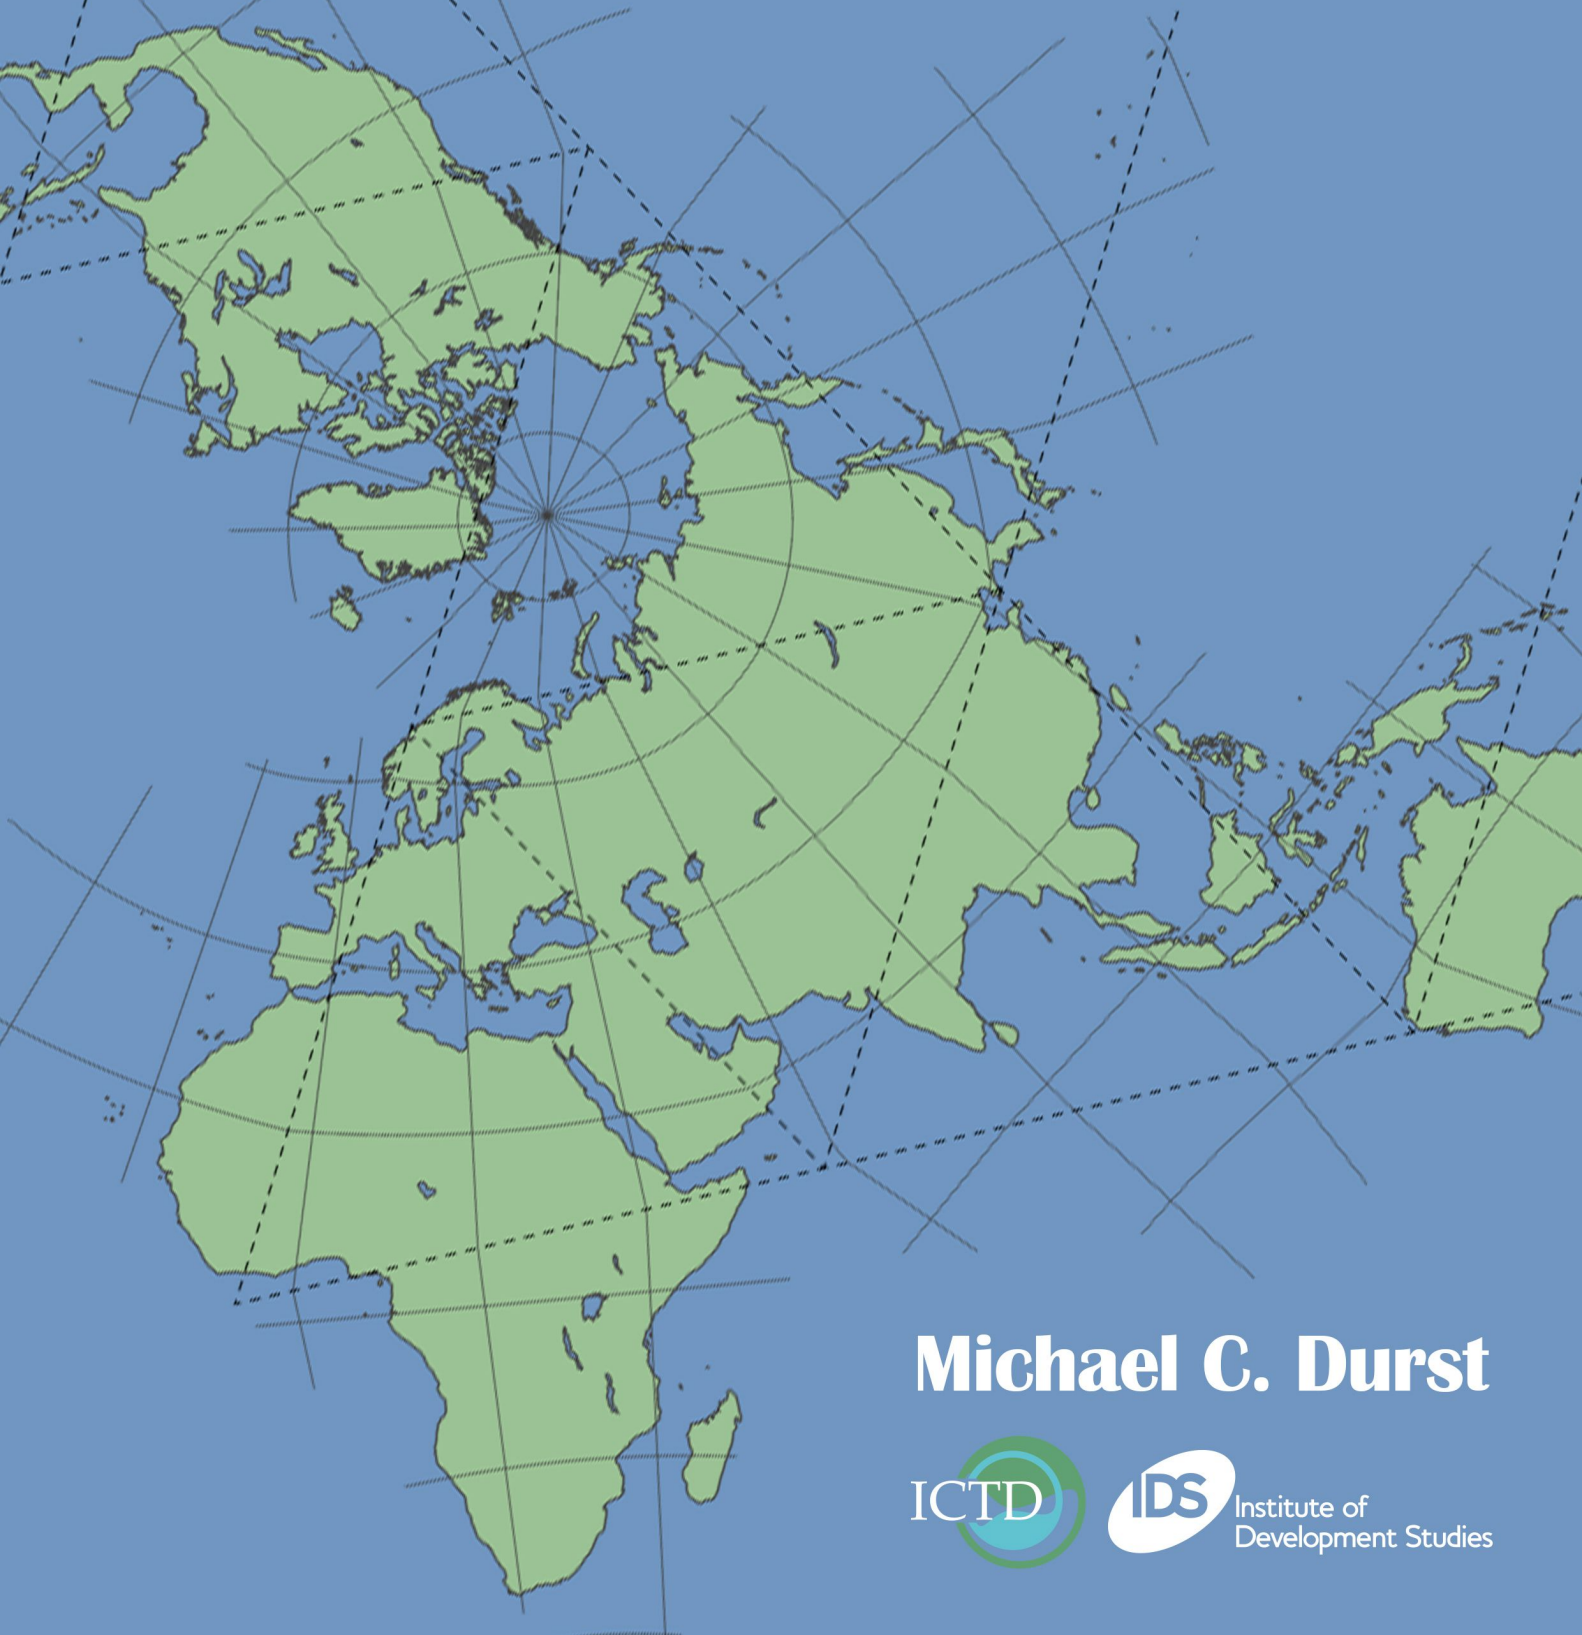 Michael C. Durst
ICTD
IDS
Institute of
Development Studies